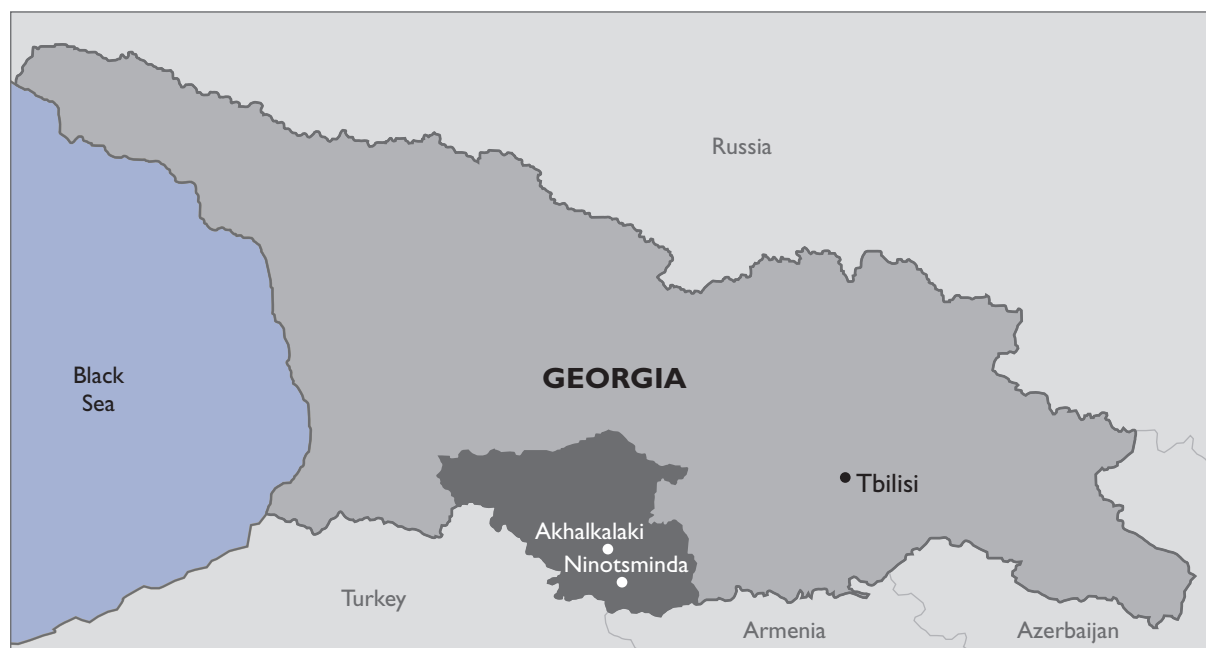 Russia
Black
Sea
GEORGIA
Tbilisi
Akhalkalaki
Ninotsminda
Turkey
Armenia
Azerbaijan